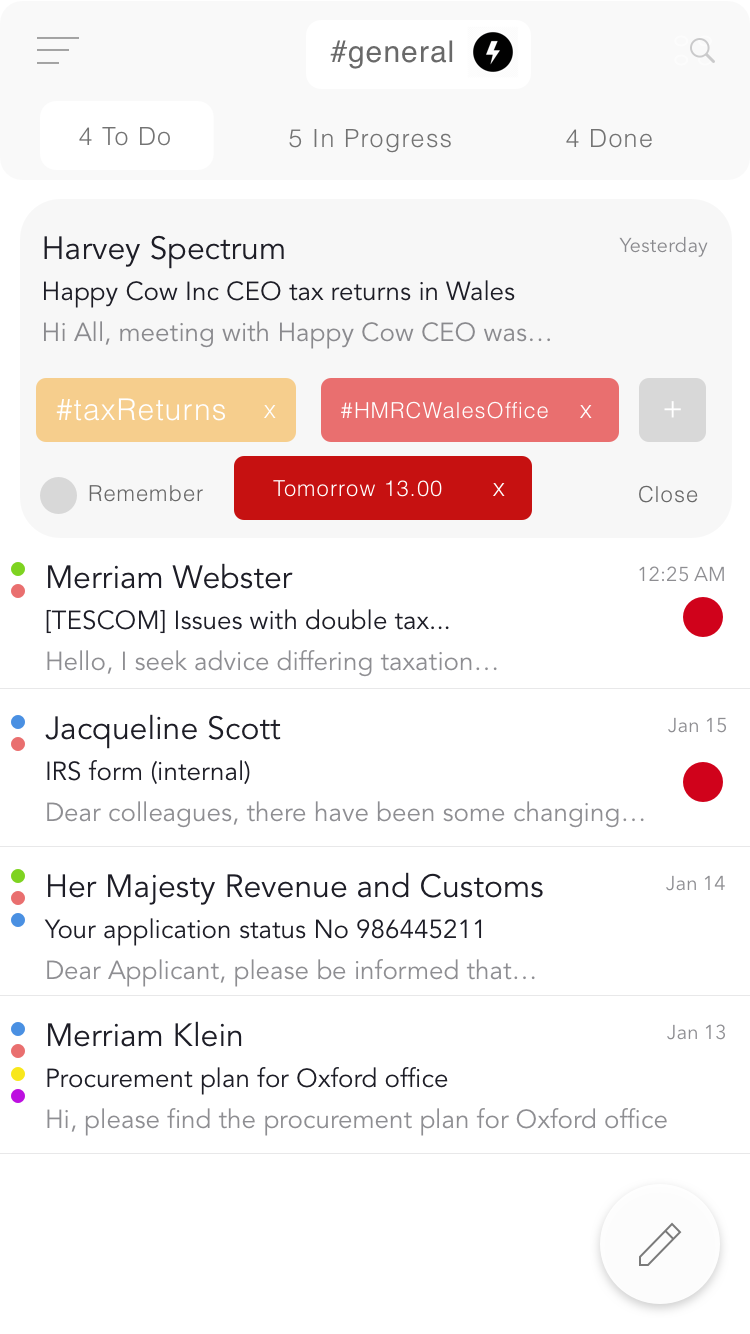 #general
4 To Do 5 In Progress 4 Done
Harvey Spectrum Yesterday
Happy Cow Inc CEO tax returns in Wales
Hi All, meeting with Happy Cow CEO was…
#taxReturns x #HMRCWalesOffice x +
Remember Tomorrow 13.00 x Close
Merriam Webster 12:25 AM
[TESCOM] Issues with double tax...
Hello, I seek advice differing taxation…
Jacqueline Scott Jan 15
IRS form (internal)
Dear colleagues, there have been some changing…
Her Majesty Revenue and Customs Jan 14
Your application status No 986445211
Dear Applicant, please be informed that…
Merriam Klein Jan 13
Procurement plan for Oxford office
Hi, please find the procurement plan for Oxford office